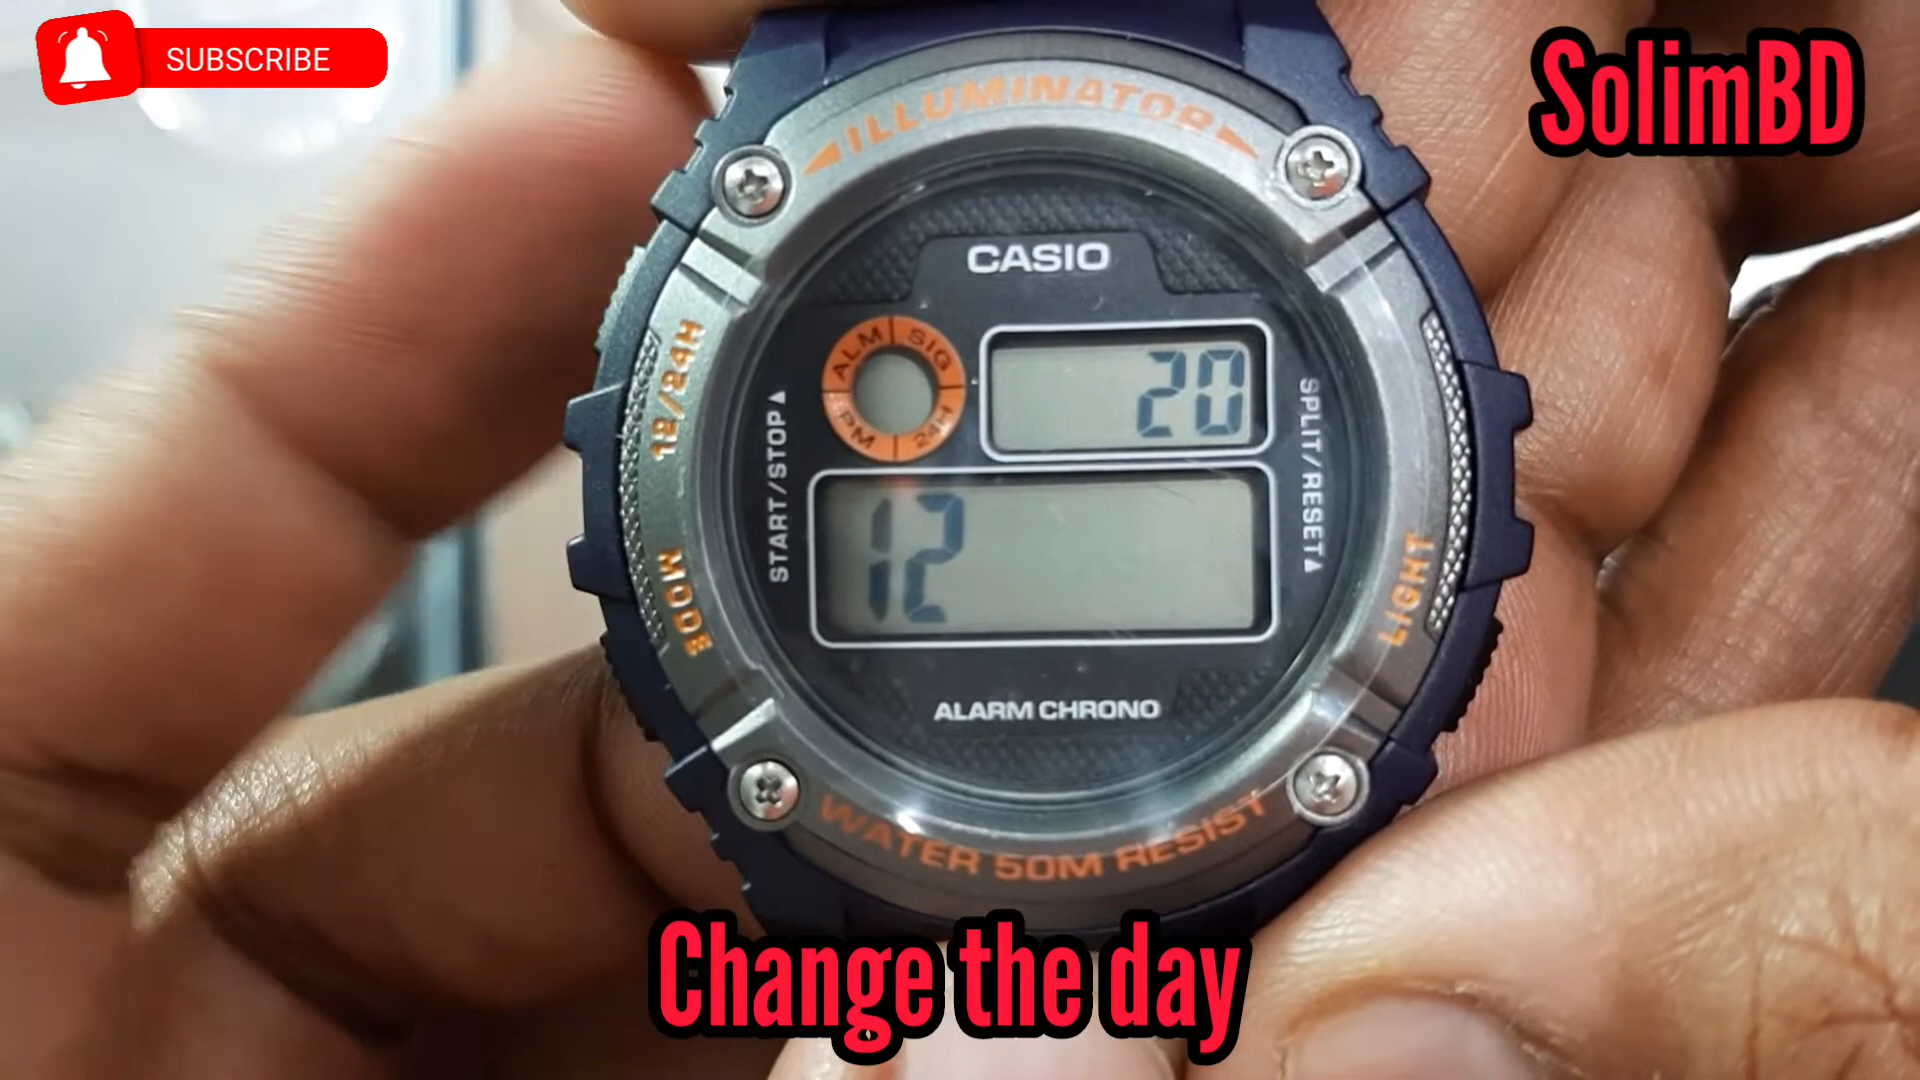 SUBSCRIBE
SolimBD
ILLUMINATOR
CASIO
12/24H
ALM
SIG
PM
24H
20
START/STOP
SPLIT/RESET
12
200M
LIGHT
ALARM CHRONO
WATER 50M RESIST
Change the day